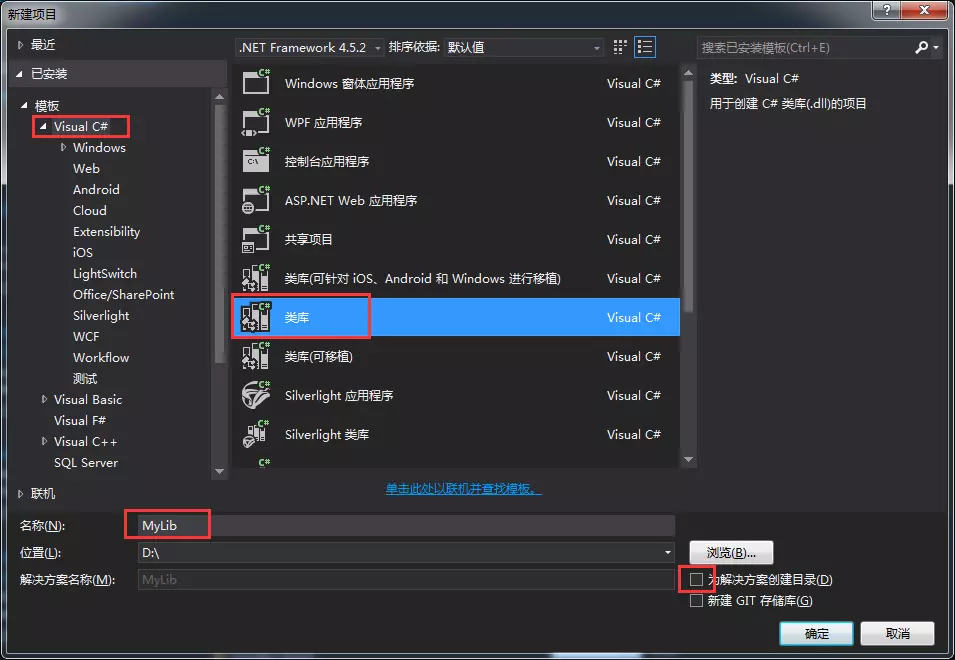 新建项目
最近
.NET Framework 4.5.2 排序依据: 默认值
搜索已安装模板(Ctrl+E)
已安装
模板
Visual C#
Windows
Web
Android
Cloud
Extensibility
iOS
LightSwitch
Office/SharePoint
Silverlight
WCF
Workflow
测试
Visual Basic
Visual F#
Visual C++
SQL Server
联机
Windows 窗体应用程序 Visual C#
WPF 应用程序 Visual C#
控制台应用程序 Visual C#
ASP.NET Web 应用程序 Visual C#
共享项目 Visual C#
类库(可针对 iOS、Android 和 Windows 进行移植) Visual C#
类库 Visual C#
类库(可移植) Visual C#
Silverlight 应用程序 Visual C#
Silverlight 类库 Visual C#
类型: Visual C#
用于创建 C# 类库(.dll)的项目
单击此处以联机并查找模板。
名称(N): MyLib
位置(L): D:\ 浏览(B)...
解决方案名称(M): MyLib 为解决方案创建目录(D)
新建 GIT 存储库(G)
确定 取消